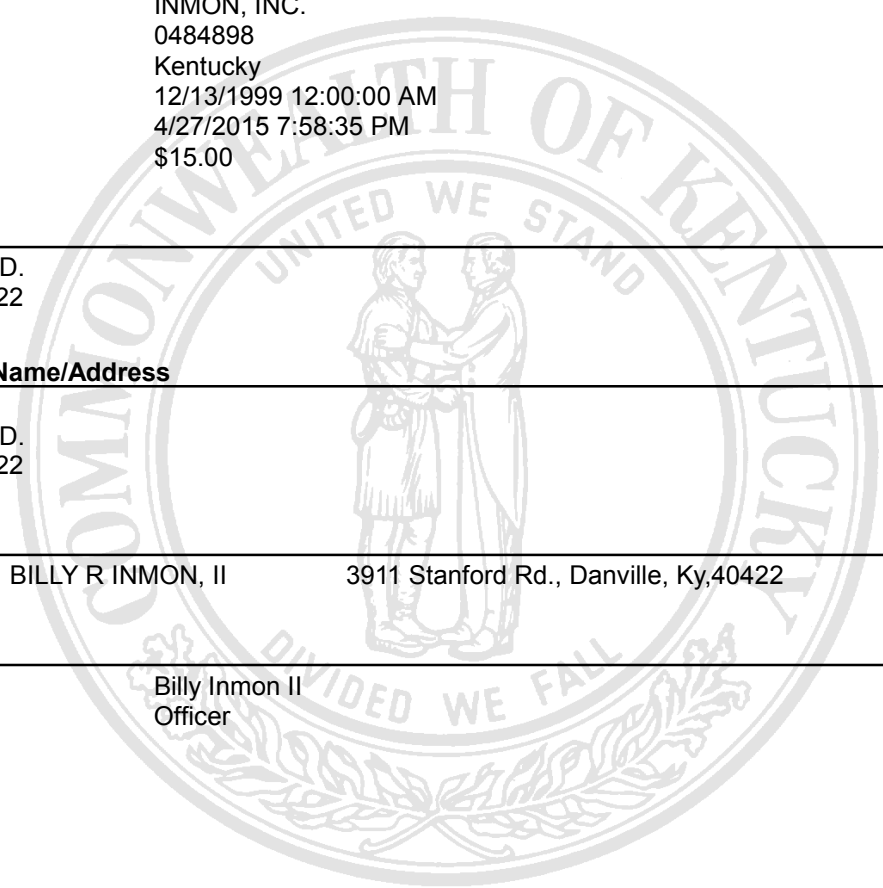 INMON, INC.
0484898
Kentucky
12/13/1999 12:00:00 AM
4/27/2015 7:58:35 PM
$15.00
COMMONWEALTH OF KENTUCKY
UNITED WE STAND
D.
22
Name/Address
D.
22
BILLY R INMON, II 3911 Stanford Rd., Danville, Ky,40422
DIVIDED WE FALL
Billy Inmon II
Officer